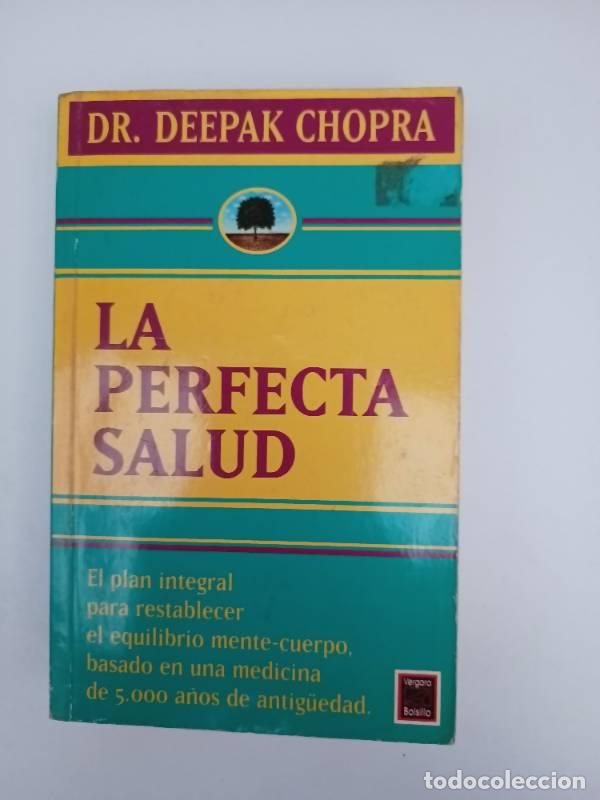 DR. DEEPAK CHOPRA
LA
PERFECTA
SALUD
El plan integral
para restablecer
el equilibrio mente-cuerpo,
basado en una medicina
de 5.000 años de antigüedad.
Vergara
Bolsillo
todocoleccion